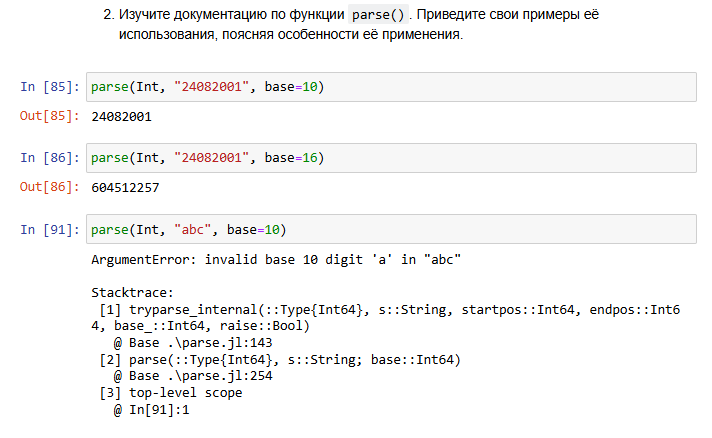 2. Изучите документацию по функции parse() . Приведите свои примеры её
использования, поясняя особенности её применения.
In [85]: parse(Int, "24082001", base=10)
Out[85]: 24082001
In [86]: parse(Int, "24082001", base=16)
Out[86]: 604512257
In [91]: parse(Int, "abc", base=10)
ArgumentError: invalid base 10 digit 'a' in "abc"
Stacktrace:
[1] tryparse_internal(::Type{Int64}, s::String, startpos::Int64, endpos::Int6
4, base_::Int64, raise::Bool)
@ Base .\parse.jl:143
[2] parse(::Type{Int64}, s::String; base::Int64)
@ Base .\parse.jl:254
[3] top-level scope
@ In[91]:1